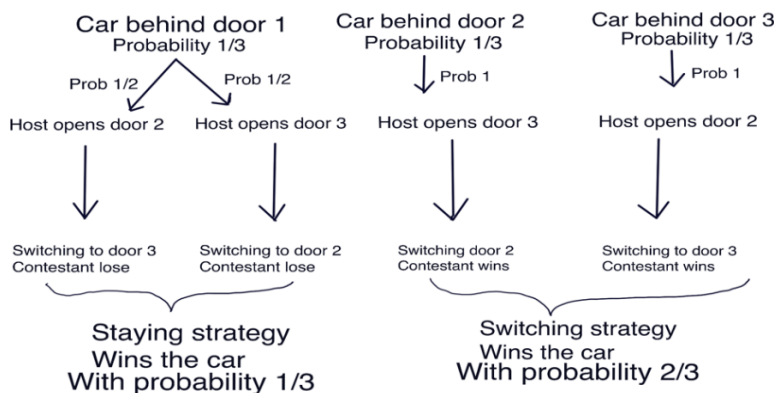 Car behind door 1
Probability 1/3
Car behind door 2
Probability 1/3
Car behind door 3
Probability 1/3
Prob 1/2
Prob 1/2
Prob 1
Prob 1
Host opens door 2
Host opens door 3
Host opens door 3
Host opens door 2
Switching to door 3
Contestant lose
Switching to door 2
Contestant lose
Switching door 2
Contestant wins
Switching to door 3
Contestant wins
Staying strategy
Wins the car
With probability 1/3
Switching strategy
Wins the car
With probability 2/3